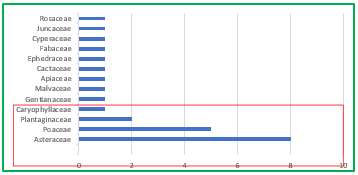 Rosaceae
Juncaceae
Cyperaceae
Fabaceae
Ephedraceae
Cactaceae
Apiaceae
Malvaceae
Gentianaceae
Caryophyllaceae
Plantaginaceae
Poaceae
Asteraceae
0 2 4 6 8 10